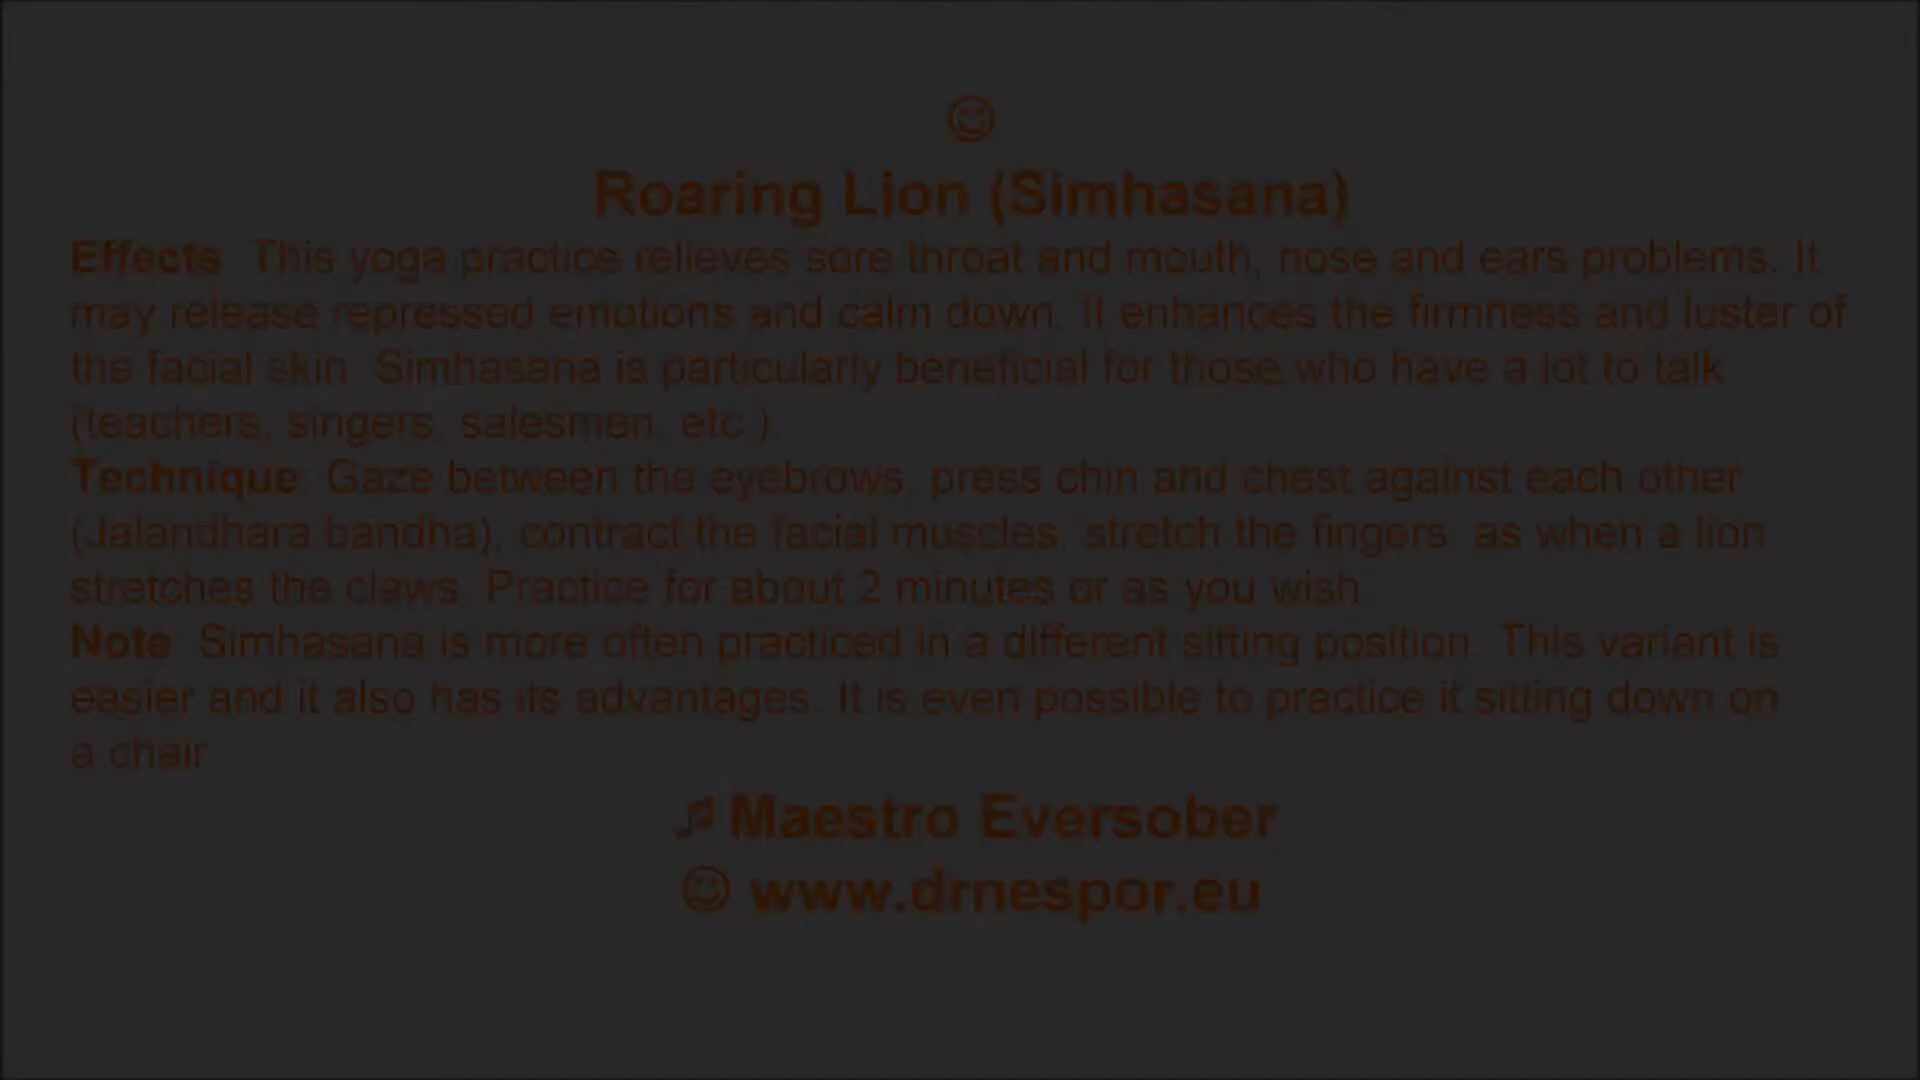 ☺
Roaring Lion (Simhasana)
Effects: This yoga practice relieves sore throat and mouth, nose and ears problems. It
may release repressed emotions and calm down. It enhances the firmness and luster of
the facial skin. Simhasana is particularly beneficial for those who have a lot to talk
(teachers, singers, salesmen, etc.).
Technique: Gaze between the eyebrows, press chin and chest against each other
(Jalandhara bandha), contract the facial muscles, stretch the fingers, as when a lion
stretches the claws. Practice for about 2 minutes or as you wish.
Note: Simhasana is more often practiced in a different sitting position. This variant is
easier and it also has its advantages. It is even possible to practice it sitting down on
a chair.
♫ Maestro Eversober
☺ www.drnespor.eu